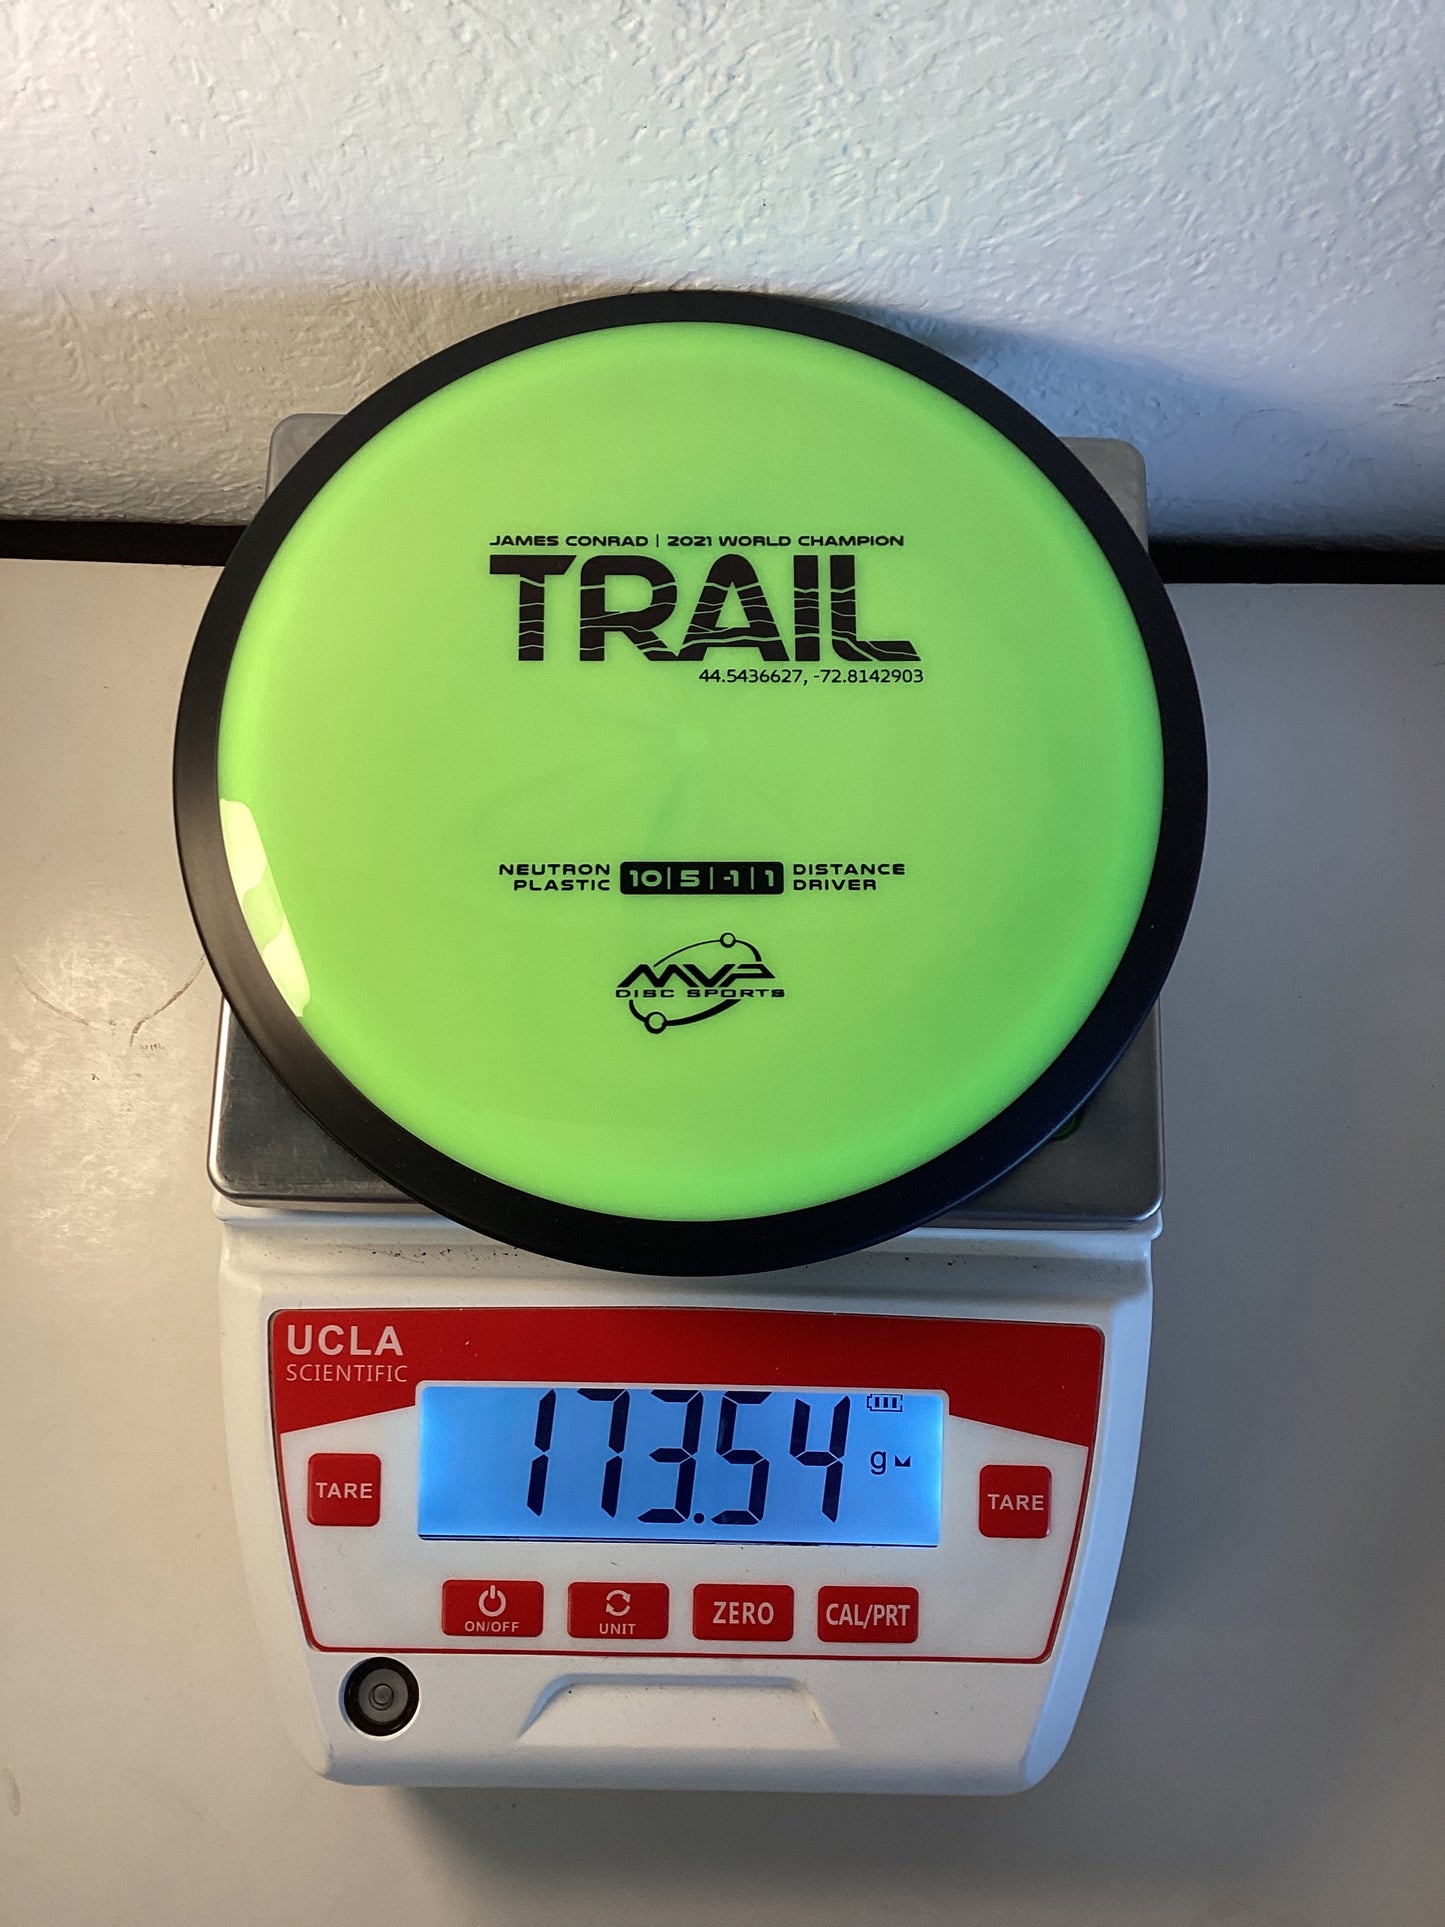 JAMES CONRAD | 2021 WORLD CHAMPION
TRAIL
44.5436627, -72.8142903
NEUTRON PLASTIC 10 | 5 | -1 | 1 DISTANCE DRIVER
MVP
DISC SPORTS
UCLA
SCIENTIFIC
173.54 g
TARE
TARE
ON/OFF
UNIT
ZERO
CAL/PRT